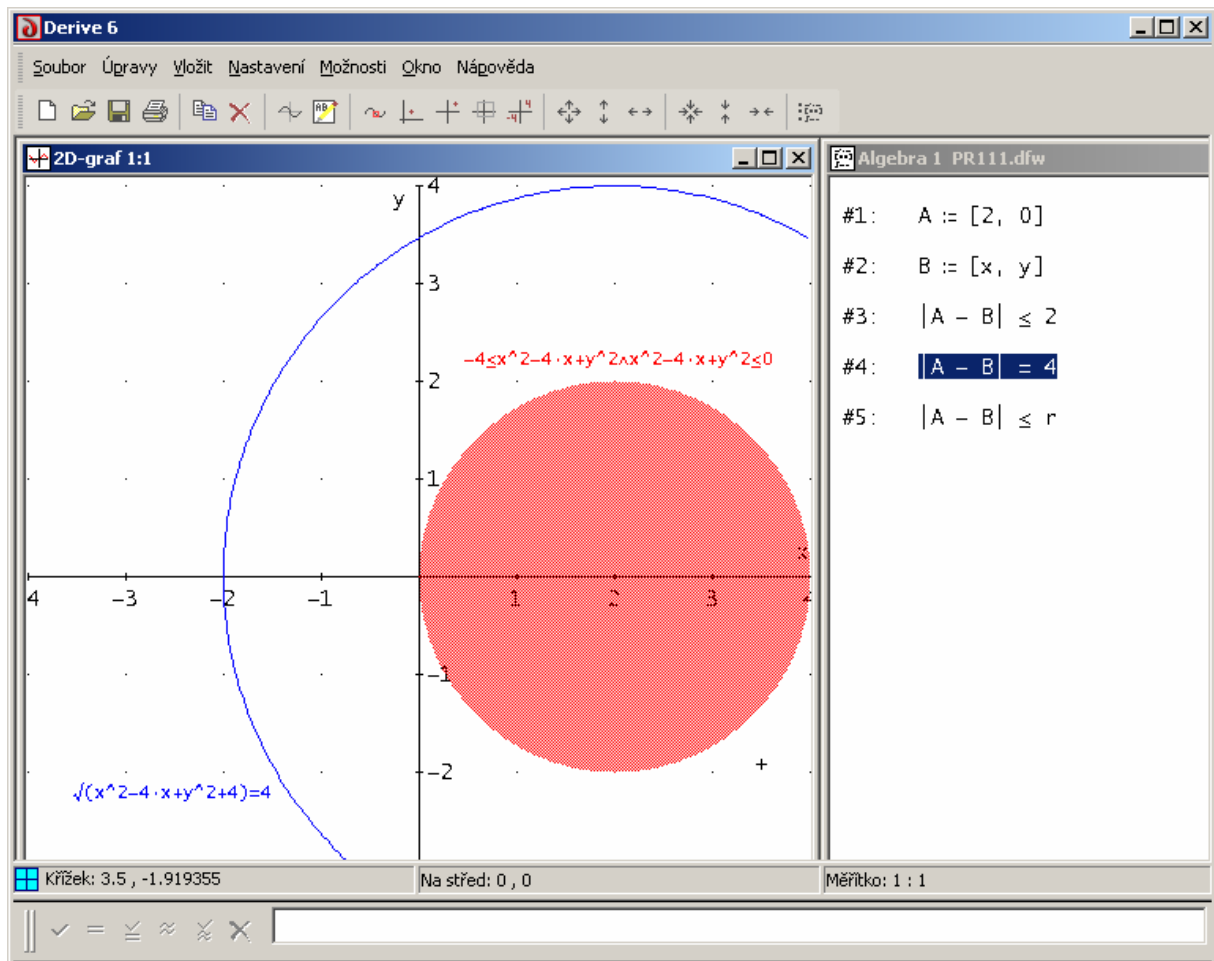 Derive 6
Soubor Úpravy Vložit Nastavení Možnosti Okno Nápověda
2D-graf 1:1
Algebra 1 PR111.dfw
y
4
3
2
1
-1
-2
4 -3 -2 -1 1 2 3 4
x
-4≤x^2-4·x+y^2∧x^2-4·x+y^2≤0
√(x^2-4·x+y^2+4)=4
#1: A := [2, 0]
#2: B := [x, y]
#3: |A - B| ≤ 2
#4: |A - B| = 4
#5: |A - B| ≤ r
Křížek: 3.5 , -1.919355
Na střed: 0 , 0
Měřítko: 1 : 1